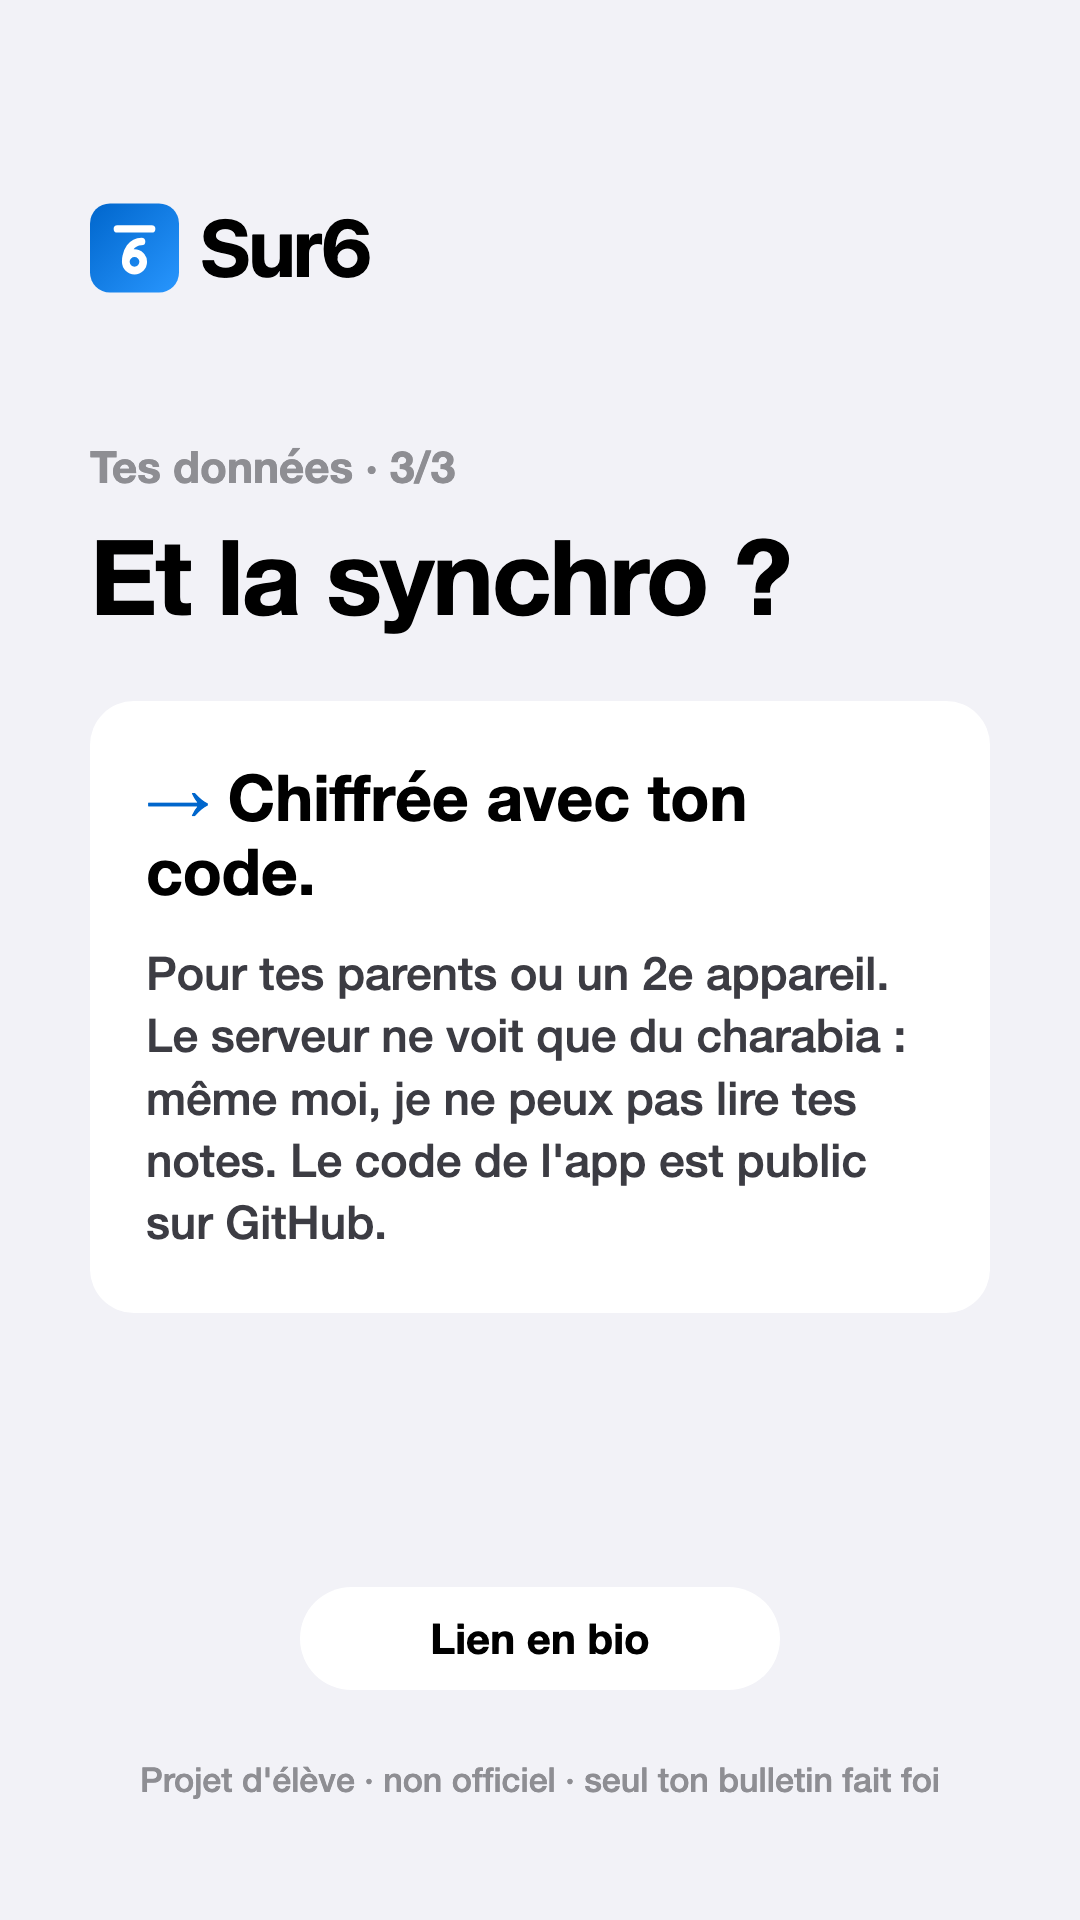 6
Sur6
Tes données · 3/3
Et la synchro ?
→ Chiffrée avec ton
code.
Pour tes parents ou un 2e appareil.
Le serveur ne voit que du charabia :
même moi, je ne peux pas lire tes
notes. Le code de l'app est public
sur GitHub.
Lien en bio
Projet d'élève · non officiel · seul ton bulletin fait foi